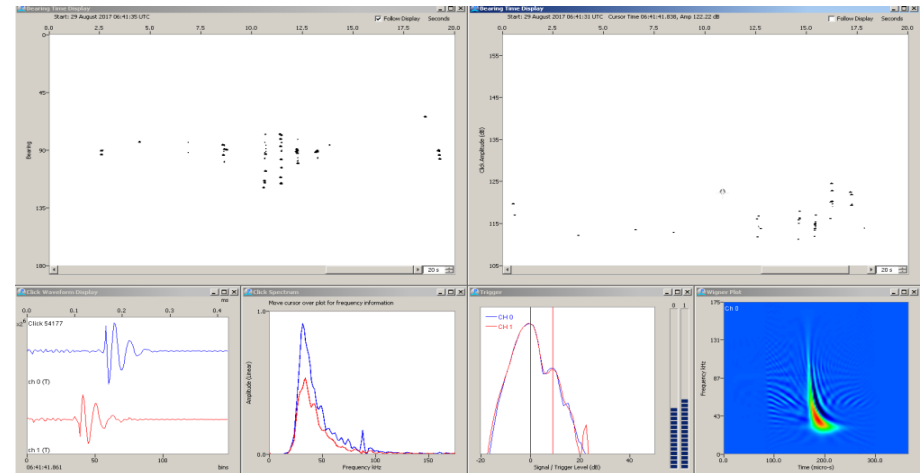 Bearing Time Display
Start: 29 August 2017 06:41:35 UTC
Follow Display Seconds
0.0 2.5 5.0 7.5 10.0 12.5 15.0 17.5 20.0
0
45
90
135
180
Bearing
20 s
Bearing Time Display
Start: 29 August 2017 06:41:31 UTC Cursor Time 06:41:41.838, Amp 122.22 dB
Follow Display Seconds
0.0 2.5 5.0 7.5 10.0 12.5 15.0 17.5 20.0
155
145
135
125
115
105
Click Amplitude (dB)
20 s
Click Waveform Display
ms
0.0 0.1 0.2 0.3 0.4
Click 54177
ch 0 (T)
ch 1 (T)
0 50 100 150 200
06:41:41.861 bins
Click Spectrum
Move cursor over plot for frequency information
1.0
0.0
Amplitude (Linear)
0 50 100 150
Frequency kHz
Trigger
CH 0
CH 1
0 1
-20 0 20 40
Signal / Trigger Level (dB)
Wigner Plot
Ch 0
175
131
87
43
0
Frequency kHz
0.0 100.0 200.0 300.0
Time (micro-s)